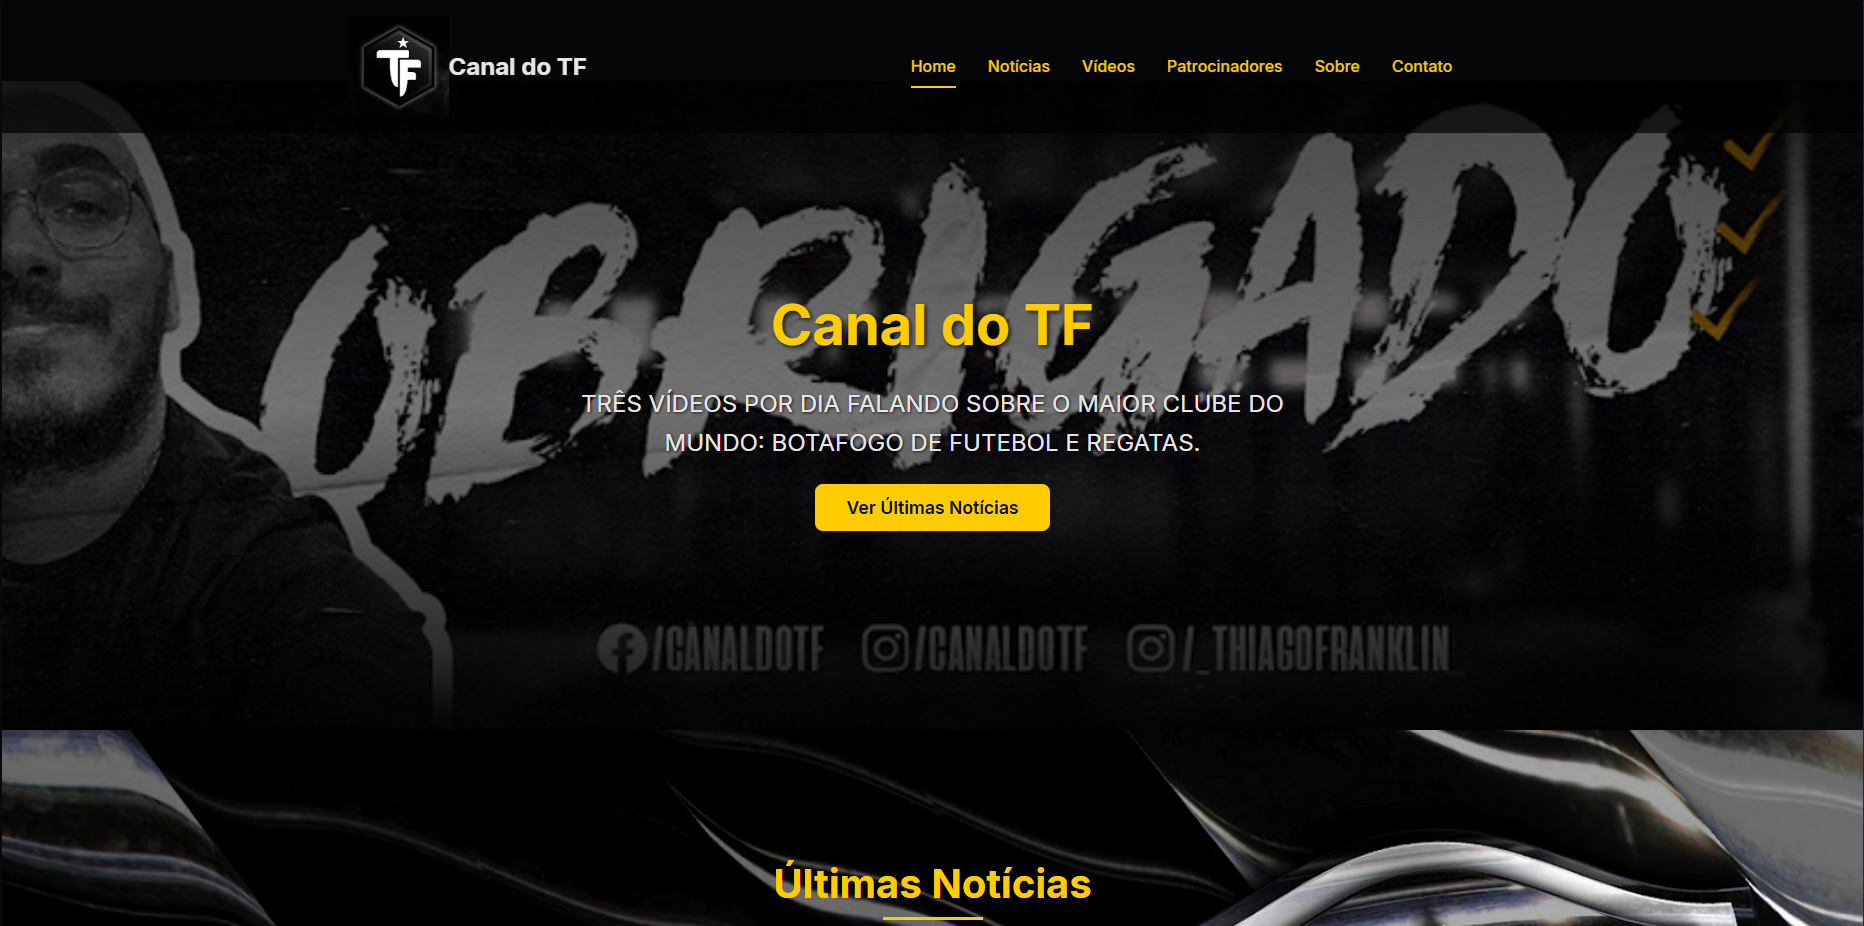 TF
Canal do TF
Home
Notícias
Vídeos
Patrocinadores
Sobre
Contato
OBRIGADO
Canal do TF
TRÊS VÍDEOS POR DIA FALANDO SOBRE O MAIOR CLUBE DO
MUNDO: BOTAFOGO DE FUTEBOL E REGATAS.
Ver Últimas Notícias
/CANALDOTF
/CANALDOTF
/_THIAGOFRANKLIN_
Últimas Notícias